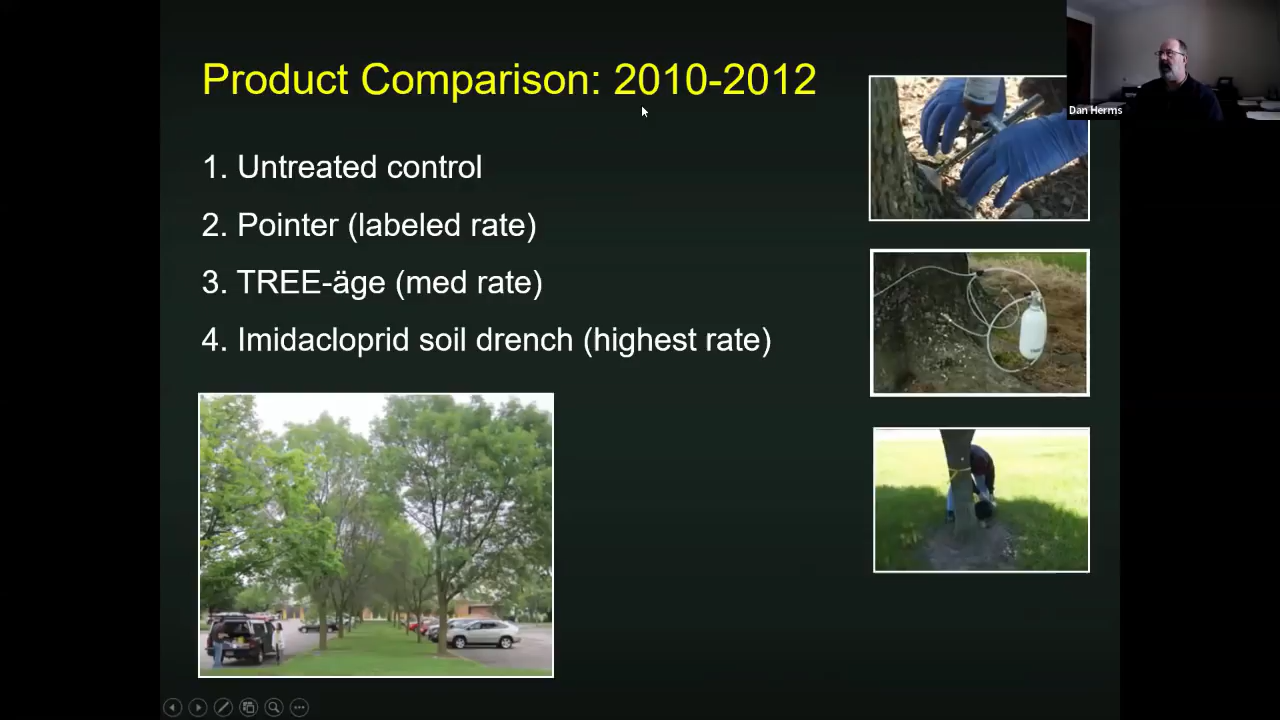 Product Comparison: 2010-2012
Dan Herms
1. Untreated control
2. Pointer (labeled rate)
3. TREE-äge (med rate)
4. Imidacloprid soil drench (highest rate)